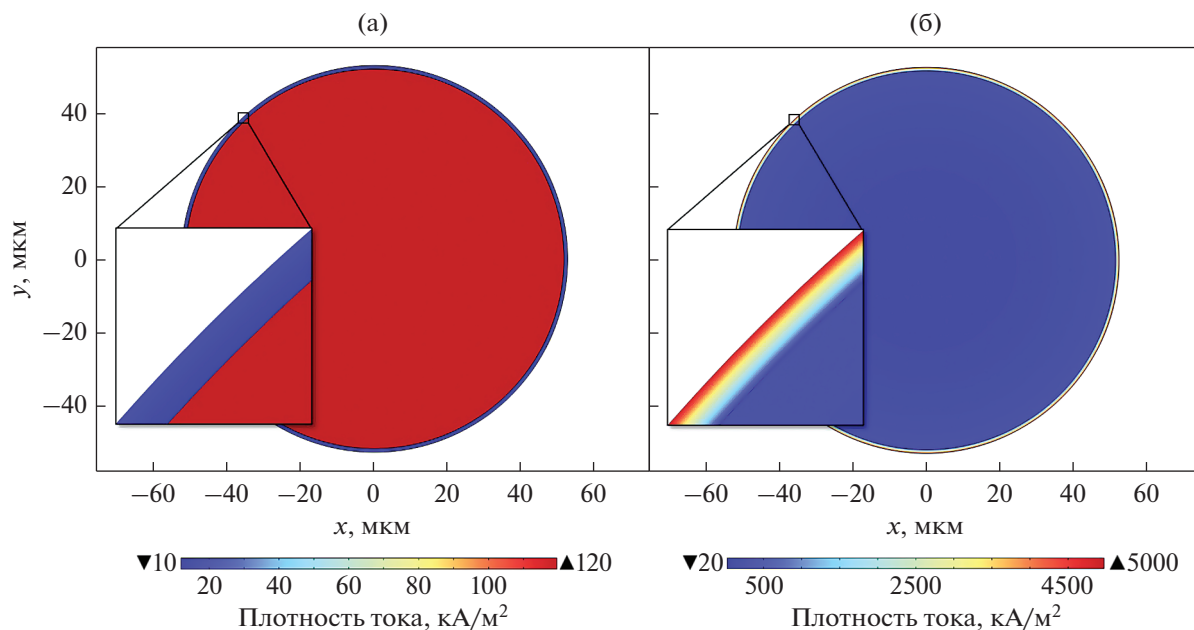 (а) (б)
40
20
0
−20
−40
y, мкм
−60 −40 −20 0 20 40 60 −60 −40 −20 0 20 40 60
x, мкм x, мкм
▼10 ▲120 ▼20 ▲5000
20 40 60 80 100 500 2500 4500
Плотность тока, кА/м² Плотность тока, кА/м²